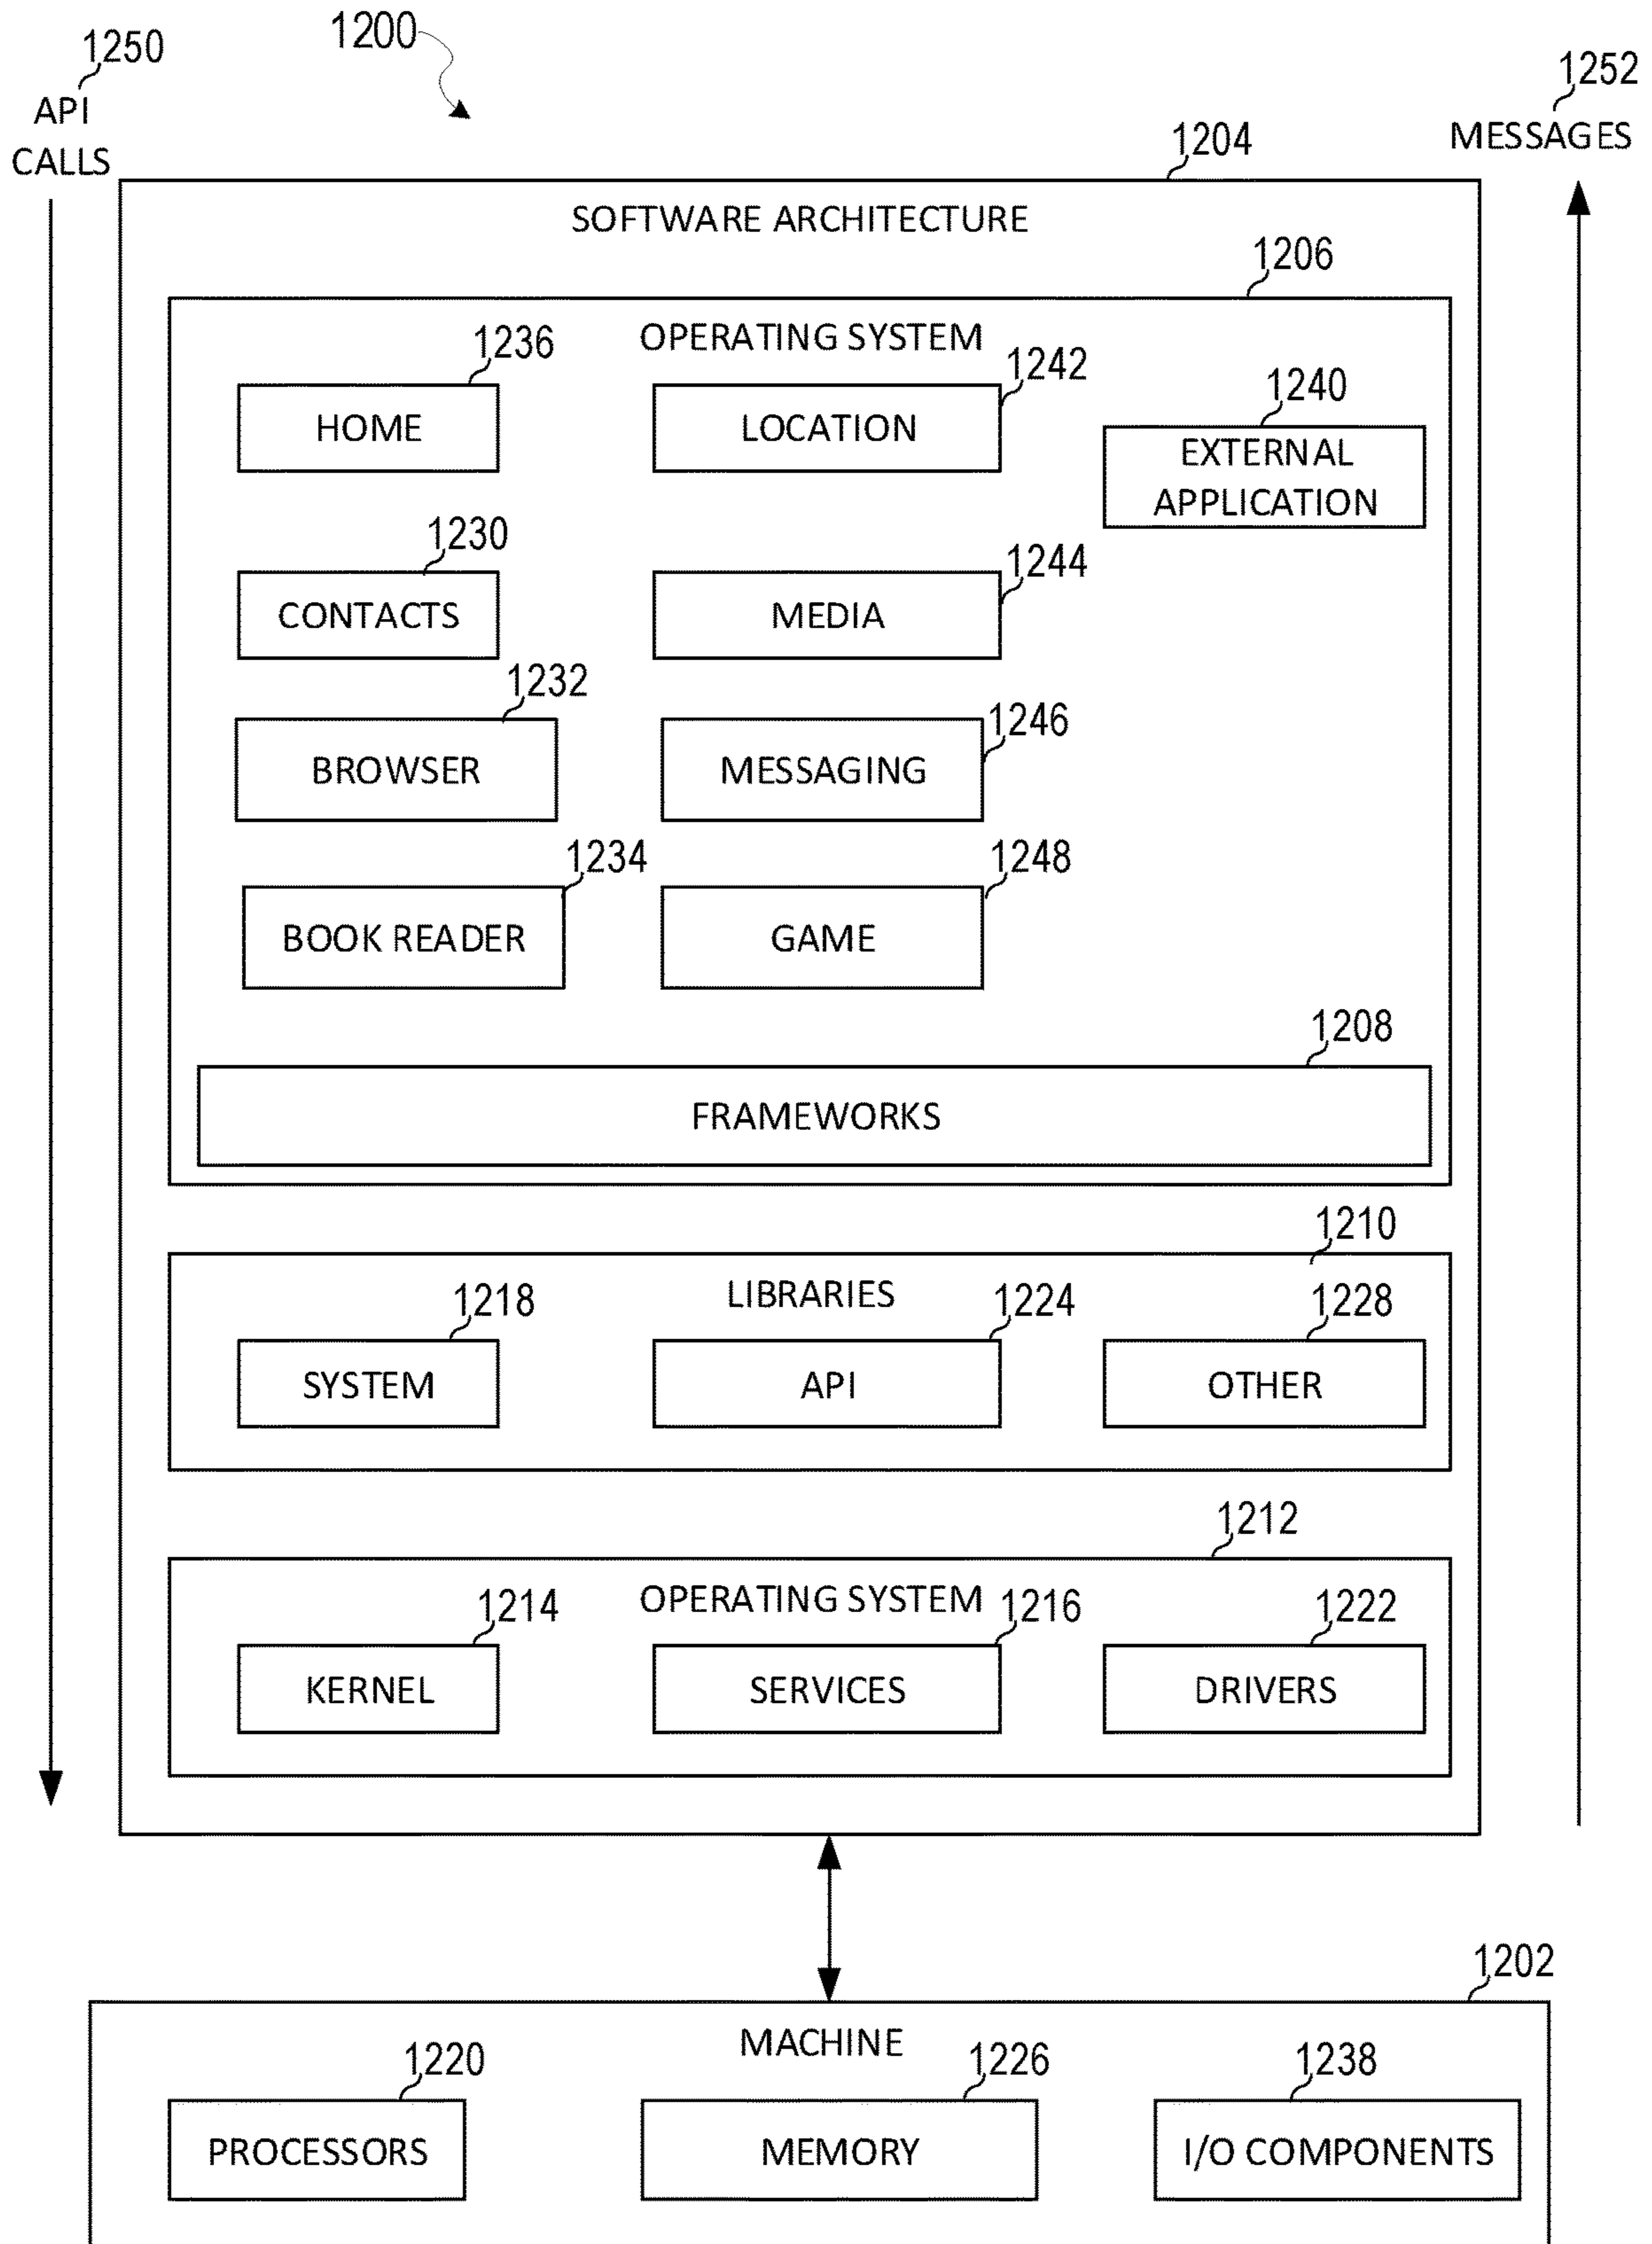 1250
1200
1252
API
CALLS
MESSAGES
1204
SOFTWARE ARCHITECTURE
1206
OPERATING SYSTEM
1236
1242
1240
HOME
LOCATION
EXTERNAL
APPLICATION
1230
1244
CONTACTS
MEDIA
1232
1246
BROWSER
MESSAGING
1234
1248
BOOK READER
GAME
1208
FRAMEWORKS
1210
LIBRARIES
1218
1224
1228
SYSTEM
API
OTHER
1212
OPERATING SYSTEM
1214
1216
1222
KERNEL
SERVICES
DRIVERS
1202
MACHINE
1220
1226
1238
PROCESSORS
MEMORY
I/O COMPONENTS